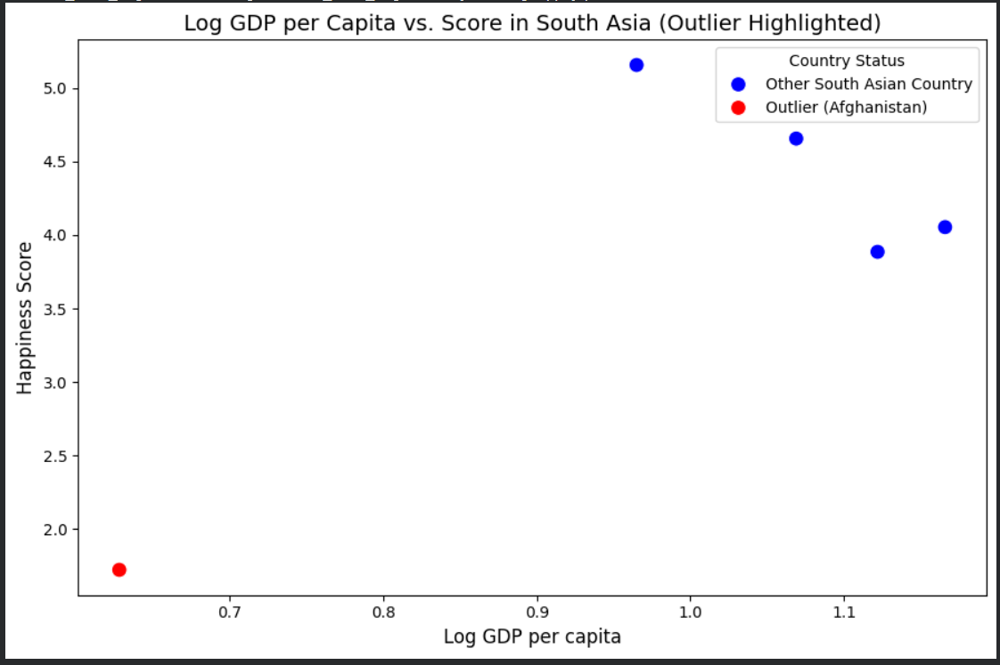 Log GDP per Capita vs. Score in South Asia (Outlier Highlighted)
Country Status
Other South Asian Country
Outlier (Afghanistan)
5.0
4.5
4.0
3.5
3.0
2.5
2.0
Happiness Score
0.7 0.8 0.9 1.0 1.1
Log GDP per capita